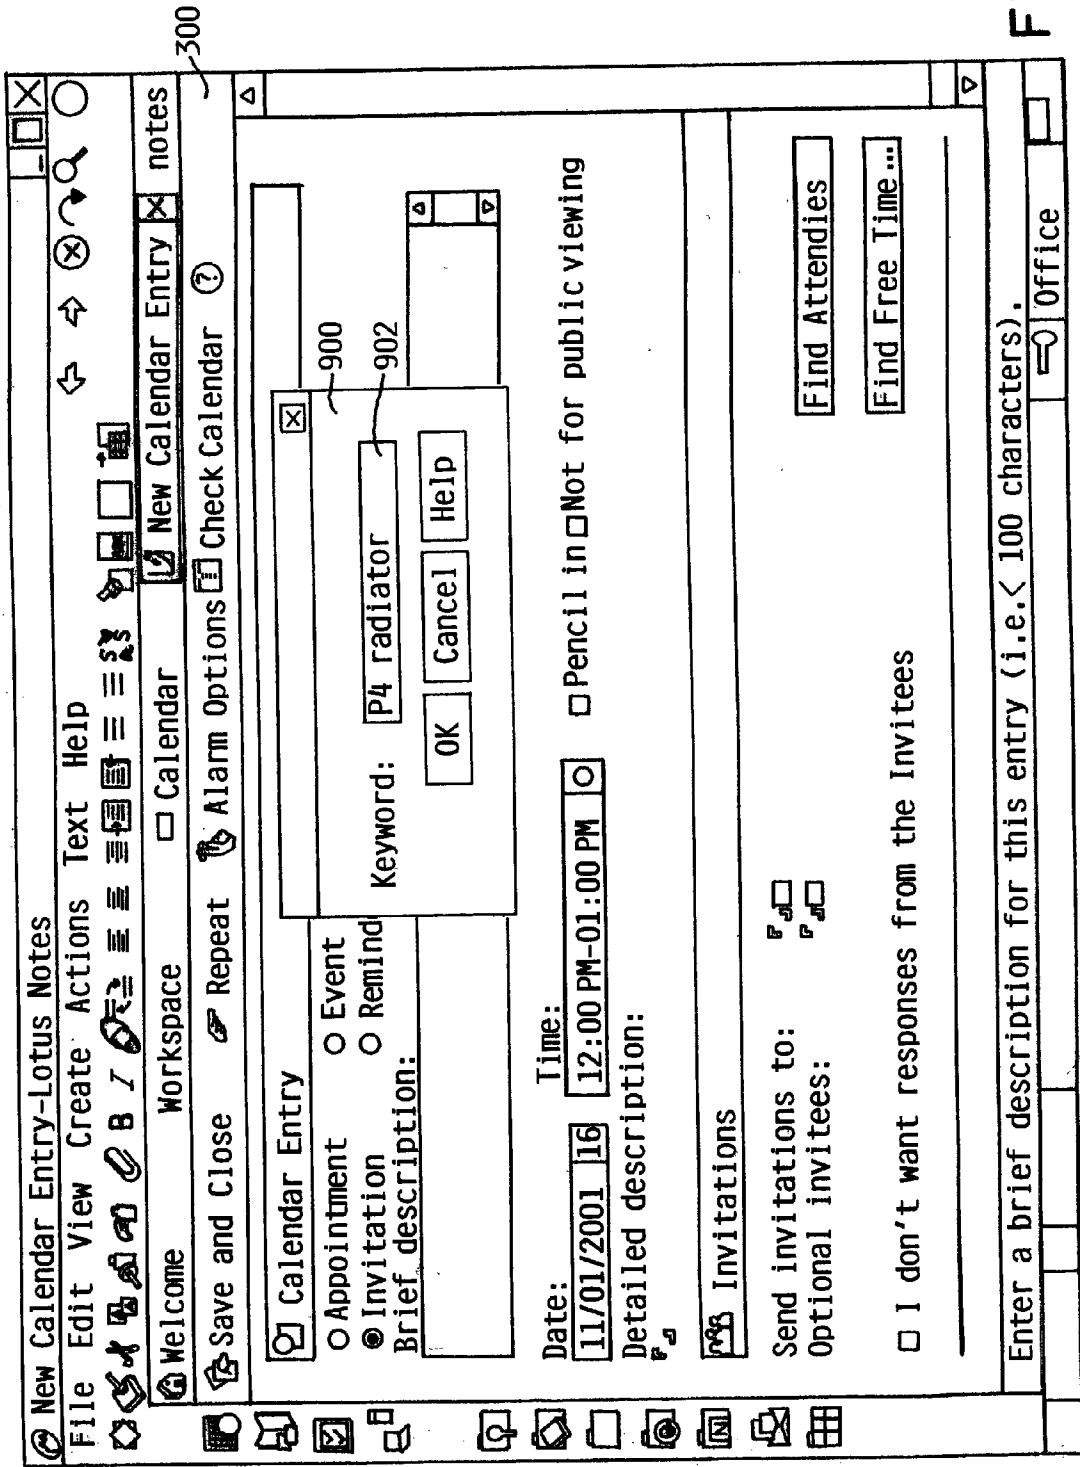 New Calendar Entry-Lotus Notes
File Edit View Create Actions Text Help
B I
Welcome Workspace Calendar New Calendar Entry notes
300
Save and Close Repeat Alarm Options Check Calendar ?
Calendar Entry
Appointment Event
Invitation Remind
Brief description:
900
Keyword: P4 radiator
902
OK Cancel Help
Date: Time:
11/01/2001 16 12:00 PM-01:00 PM Pencil in Not for public viewing
Detailed description:
Invitations
Send invitations to:
Optional invitees:
Find Attendies
Find Free Time...
I don't want responses from the Invitees
Enter a brief description for this entry (i.e.< 100 characters).
Office
F